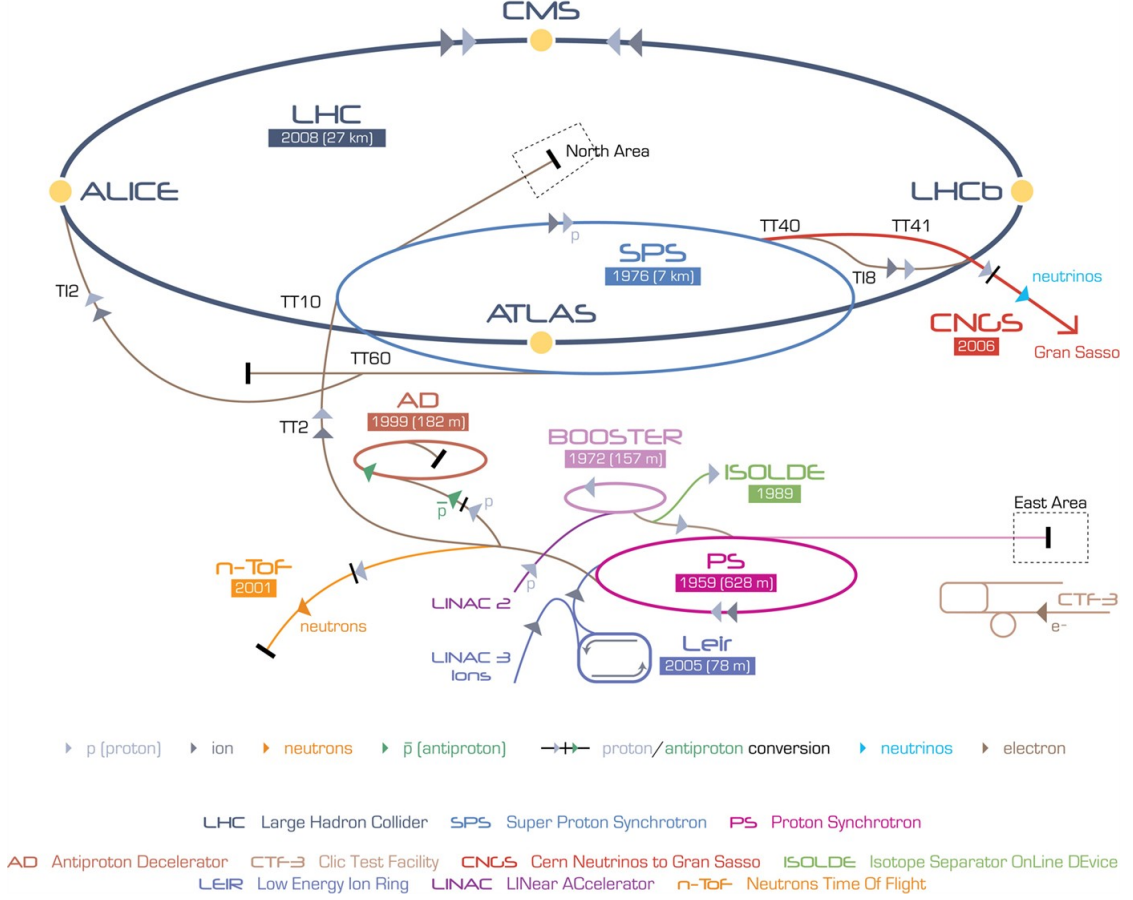 CMS
LHC
2008 (27 km)
North Area
ALICE
LHCb
TT40
TT41
p
SPS
1976 (7 km)
TI8
neutrinos
TI2
TT10
ATLAS
CNGS
2006
Gran Sasso
TT60
AD
1999 (182 m)
TT2
BOOSTER
1972 (157 m)
ISOLDE
1989
p̅
p
East Area
n-ToF
2001
PS
1959 (628 m)
p
LINAC 2
CTF-3
e-
neutrons
LINAC 3
Ions
Leir
2005 (78 m)
p (proton) ion neutrons p̅ (antiproton) proton/antiproton conversion neutrinos electron
LHC Large Hadron Collider SPS Super Proton Synchrotron PS Proton Synchrotron
AD Antiproton Decelerator CTF-3 Clic Test Facility CNGS Cern Neutrinos to Gran Sasso ISOLDE Isotope Separator OnLine DEvice
LEIR Low Energy Ion Ring LINAC LINear ACcelerator n-ToF Neutrons Time Of Flight